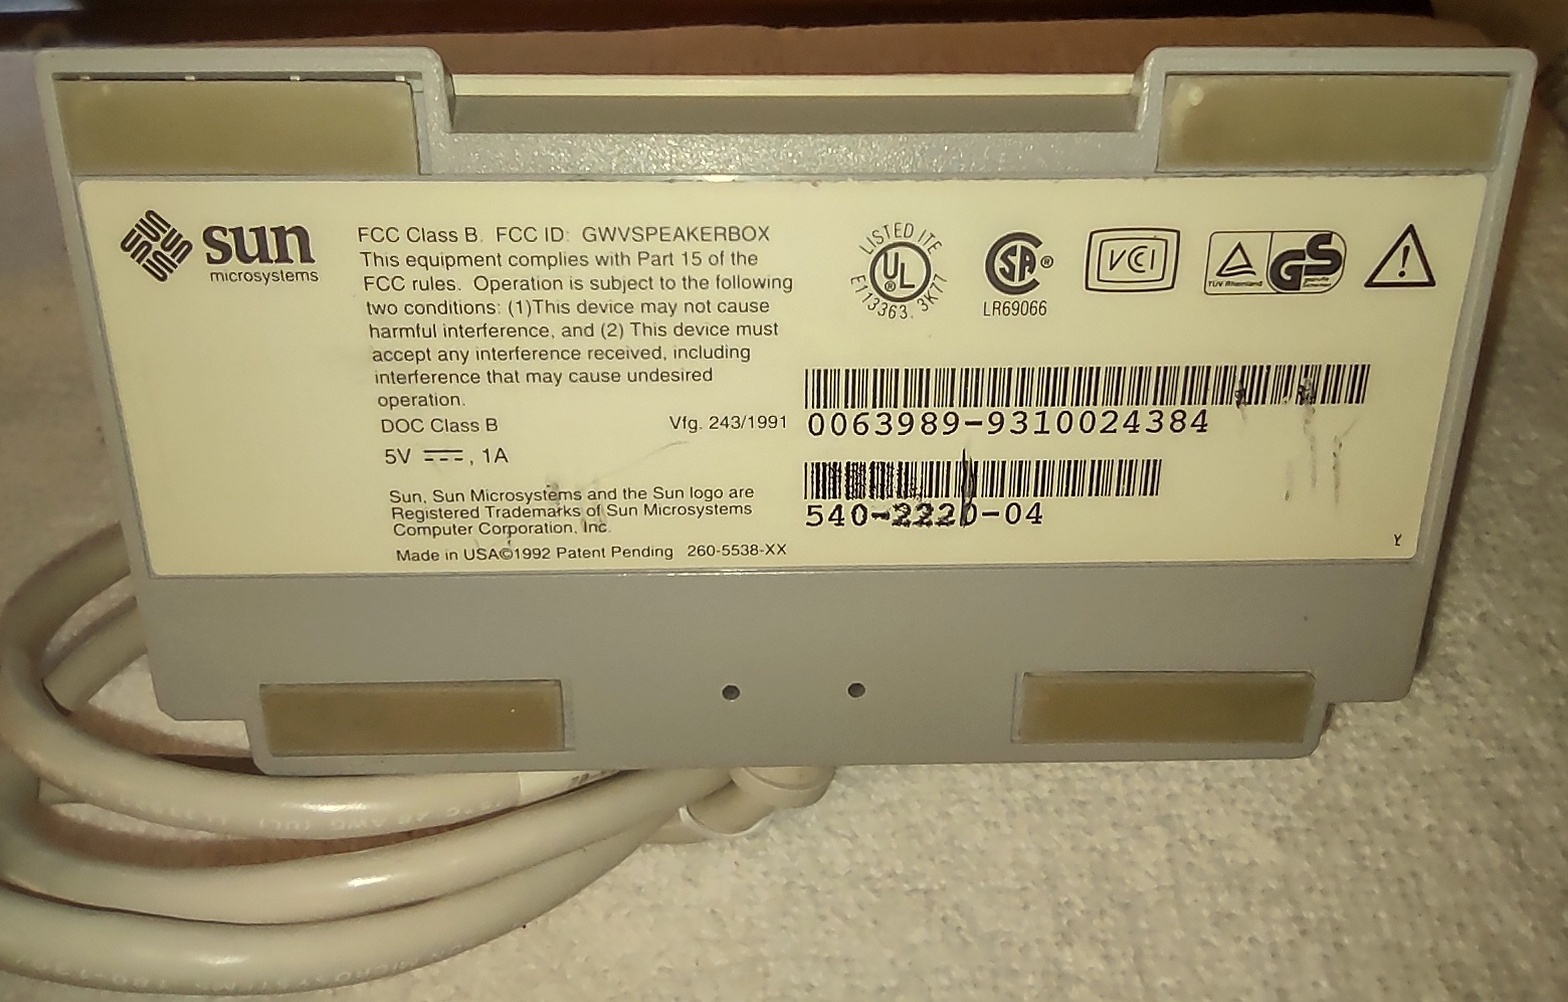 sun
microsystems
FCC Class B. FCC ID: GWVSPEAKERBOX
This equipment complies with Part 15 of the
FCC rules. Operation is subject to the following
two conditions: (1)This device may not cause
harmful interference, and (2) This device must
accept any interference received, including
interference that may cause undesired
operation.
DOC Class B Vfg. 243/1991
5V , 1A
Sun, Sun Microsystems and the Sun logo are
Registered Trademarks of Sun Microsystems
Computer Corporation, Inc.
Made in USA©1992 Patent Pending 260-5538-XX
LISTED ITE
UL ®
E113363, 3K77
SA ®
LR69066
VCI
TÜV Rheinland
GS
0063989-9310024384
540-2220-04
Y